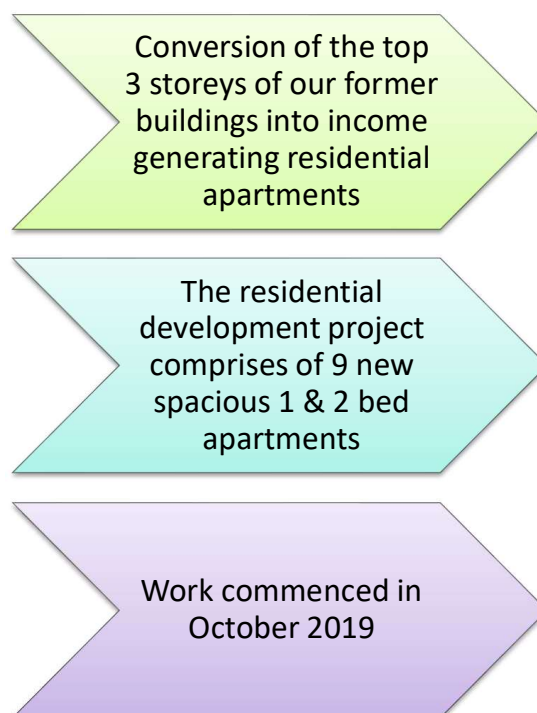 Conversion of the top
3 storeys of our former
buildings into income
generating residential
apartments
The residential
development project
comprises of 9 new
spacious 1 & 2 bed
apartments
Work commenced in
October 2019